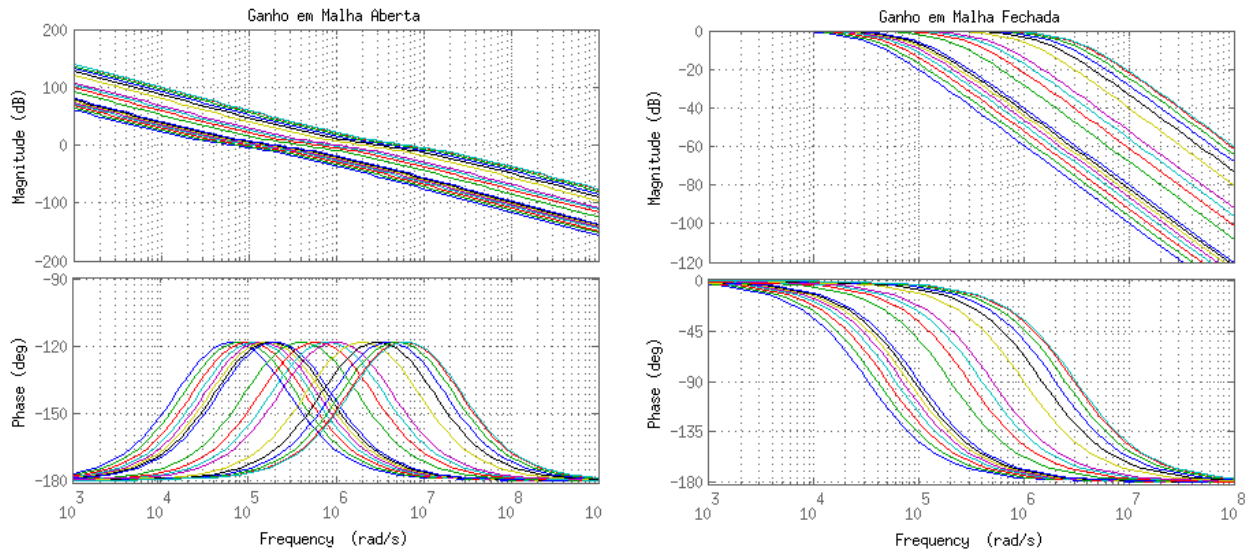 Ganho em Malha Aberta
200
100
0
-100
-200
Magnitude (dB)
-90
-120
-150
-180
Phase (deg)
3 4 5 6 7 8
10 10 10 10 10 10 10
Frequency (rad/s)
Ganho em Malha Fechada
0
-20
-40
-60
-80
-100
-120
Magnitude (dB)
0
-45
-90
-135
-180
Phase (deg)
3 4 5 6 7 8
10 10 10 10 10 10
Frequency (rad/s)